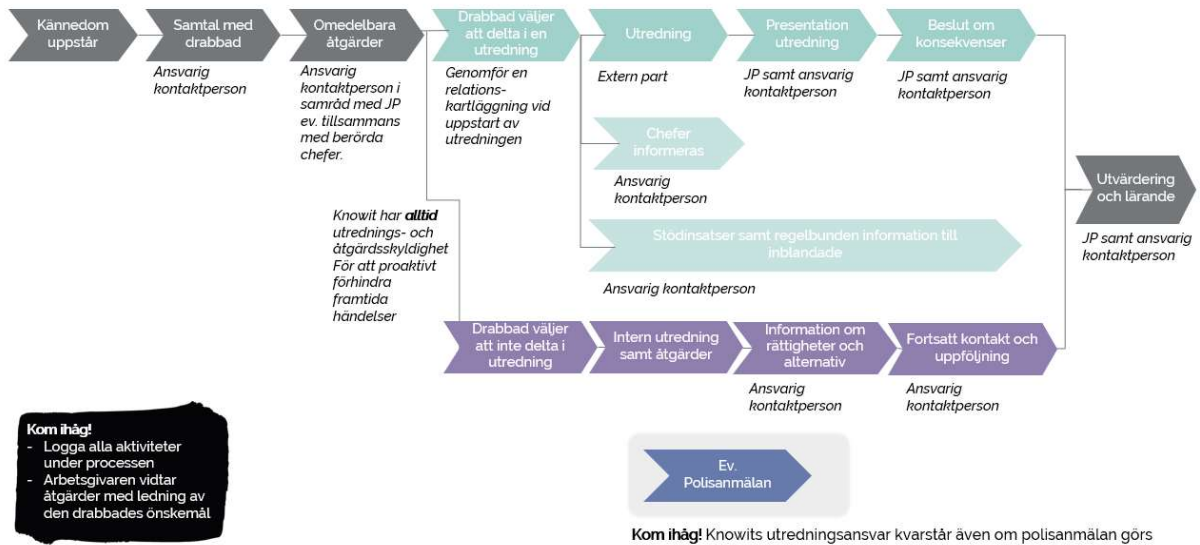 Kännedom
uppstår
Samtal med
drabbad
Ansvarig
kontaktperson
Omedelbara
åtgärder
Ansvarig
kontaktperson i
samråd med JP
ev. tillsammans
med berörda
chefer.
Drabbad väljer
att delta i en
utredning
Genomför en
relations-
kartläggning vid
uppstart av
utredningen
Utredning
Extern part
Presentation
utredning
JP samt ansvarig
kontaktperson
Beslut om
konsekvenser
JP samt ansvarig
kontaktperson
Chefer
informeras
Ansvarig
kontaktperson
Stödinsatser samt regelbunden information till
inblandade
Ansvarig kontaktperson
Utvärdering
och lärande
JP samt ansvarig
kontaktperson
Knowit har alltid
utrednings- och
åtgärdsskyldighet
För att proaktivt
förhindra
framtida
händelser
Drabbad väljer
att inte delta i
utredning
Intern utredning
samt åtgärder
Information om
rättigheter och
alternativ
Ansvarig
kontaktperson
Fortsatt kontakt och
uppföljning
Ansvarig
kontaktperson
Kom ihåg!
- Logga alla aktiviteter
under processen
- Arbetsgivaren vidtar
åtgärder med ledning av
den drabbades önskemål
Ev.
Polisanmälan
Kom ihåg! Knowits utredningsansvar kvarstår även om polisanmälan görs